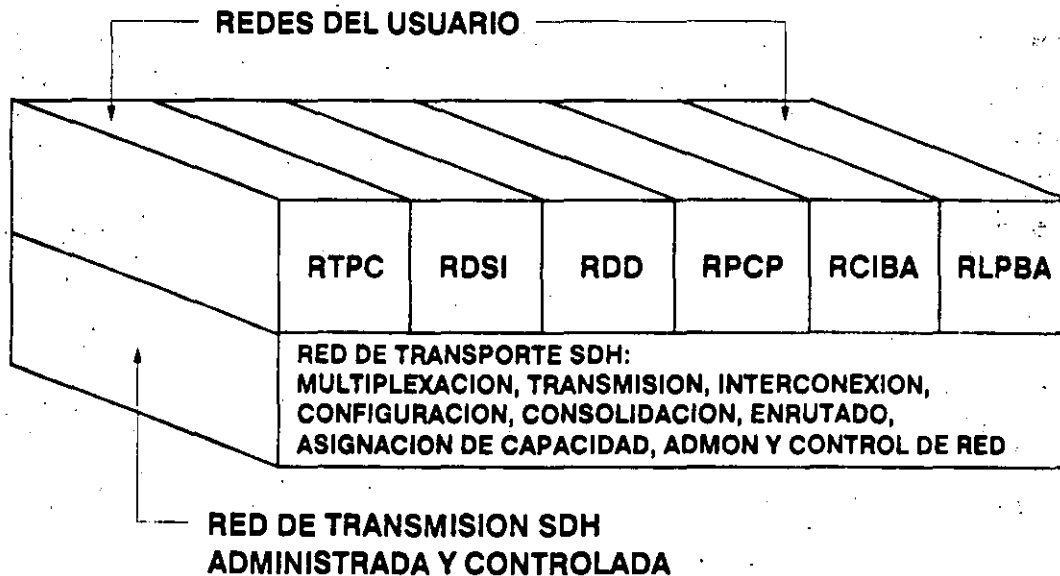 REDES DEL USUARIO
RTPC RDSI RDD RPCP RCIBA RLPBA
RED DE TRANSPORTE SDH:
MULTIPLEXACION, TRANSMISION, INTERCONEXION,
CONFIGURACION, CONSOLIDACION, ENRUTADO,
ASIGNACION DE CAPACIDAD, ADMON Y CONTROL DE RED
RED DE TRANSMISION SDH
ADMINISTRADA Y CONTROLADA